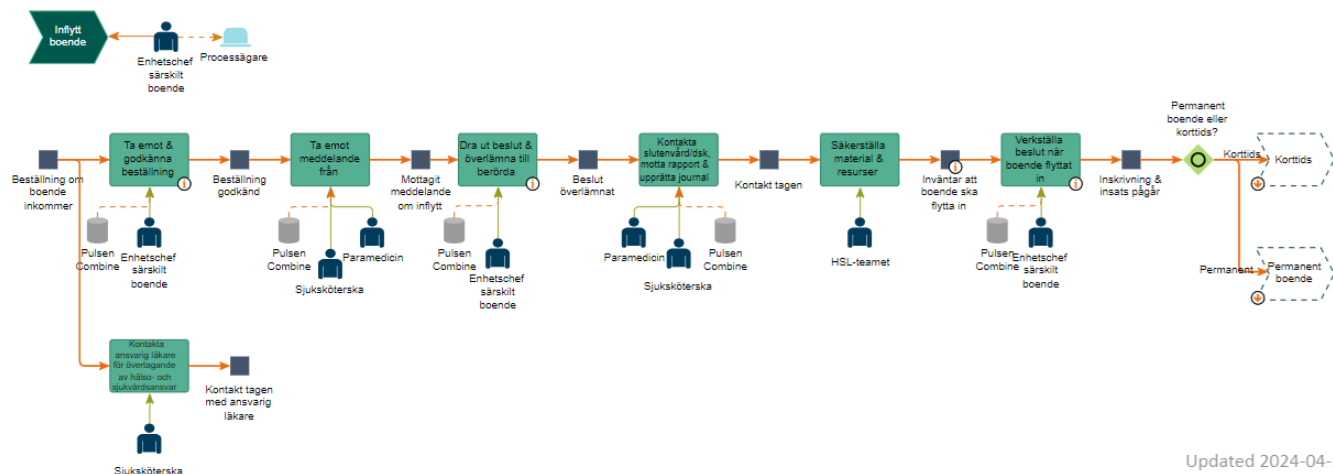 Inflytt
boende
Enhetschef
särskilt
boende
Processägare
Permanent
boende eller
korttids?
Ta emot &
godkänna
beställning
Ta emot
meddelande
från
Dra ut beslut &
överlämna till
berörda
Kontakta
slutenvård/dsk,
motta rapport &
upprätta journal
Säkerställa
material &
resurser
Verkställa
beslut när
boende flyttat
in
Korttids
Korttids
Beställning om
boende
inkommer
Beställning
godkänd
Mottagit
meddelande
om inflytt
Beslut
överlämnat
Kontakt tagen
Inväntar att
boende ska
flytta in
Inskrivning &
insats pågår
Pulsen
Combine
Enhetschef
särskilt
boende
Pulsen
Combine
Sjuksköterska
Paramedicin
Pulsen
Combine
Enhetschef
särskilt
boende
Paramedicin
Sjuksköterska
Pulsen
Combine
HSL-teamet
Pulsen
Combine
Enhetschef
särskilt
boende
Permanent
Permanent
boende
Kontakta
ansvarig läkare
för övertagande
av hälso- och
sjukvårdsansvar
Kontakt tagen
med ansvarig
läkare
Sjuksköterska
Updated 2024-04-